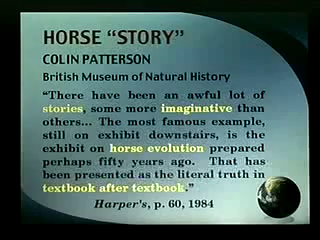 HORSE “STORY”
COLIN PATTERSON
British Museum of Natural History
“There have been an awful lot of
stories, some more imaginative than
others... The most famous example,
still on exhibit downstairs, is the
exhibit on horse evolution prepared
perhaps fifty years ago. That has
been presented as the literal truth in
textbook after textbook.”
Harper's, p. 60, 1984